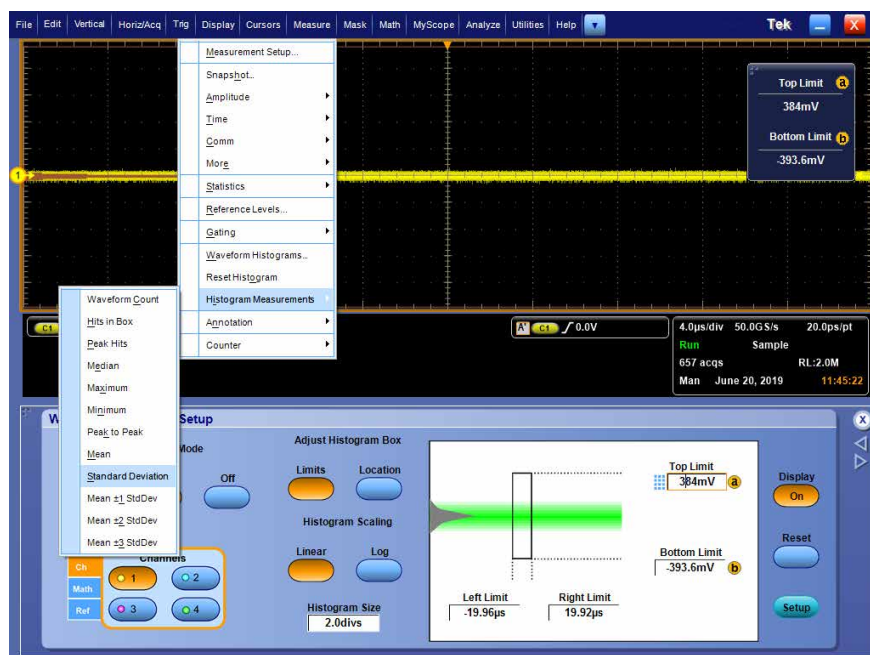 File Edit Vertical Horiz/Acq Trig Display Cursors Measure Mask Math MyScope Analyze Utilities Help Tek X
Measurement Setup...
Snapshot...
Amplitude
Time
Comm
More
Statistics
Reference Levels...
Gating
Waveform Histograms...
Reset Histogram
Histogram Measurements
Annotation
Counter
Top Limit a
384mV
Bottom Limit b
-393.6mV
1
Waveform Count
Hits in Box
Peak Hits
Median
Maximum
Minimum
Peak to Peak
Mean
Standard Deviation
Mean ±1 StdDev
Mean ±2 StdDev
Mean ±3 StdDev
C1
A' C1 0.0V
4.0µs/div 50.0GS/s 20.0ps/pt
Run Sample
657 acqs RL:2.0M
Man June 20, 2019 11:45:22
W Setup
X
Mode
Off
Channels
Ch
Math
Ref
1 2
3 4
Adjust Histogram Box
Limits Location
Histogram Scaling
Linear Log
Histogram Size
2.0divs
Top Limit
384mV a
Bottom Limit
-393.6mV b
Left Limit Right Limit
-19.96µs 19.92µs
Display
On
Reset
Setup